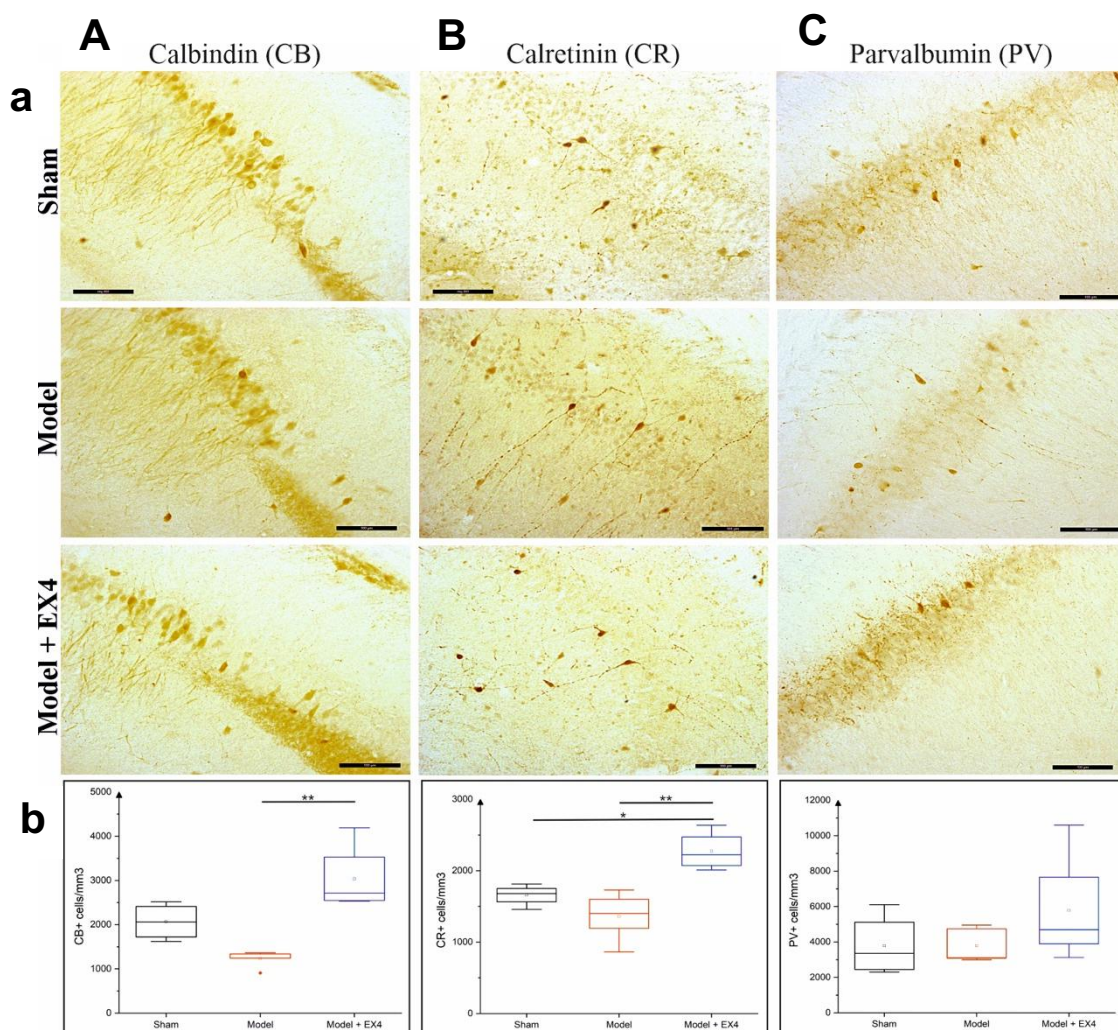 A
B
C
Calbindin (CB)
Calretinin (CR)
Parvalbumin (PV)
a
Sham
Model
Model + EX4
b
CB+ cells/mm3
5000
4000
3000
2000
1000
0
Sham
Model
Model + EX4
**
CR+ cells/mm3
3000
2000
1000
0
Sham
Model
Model + EX4
**
*
PV+ cells/mm3
12000
10000
8000
6000
4000
2000
0
Sham
Model
Model + EX4